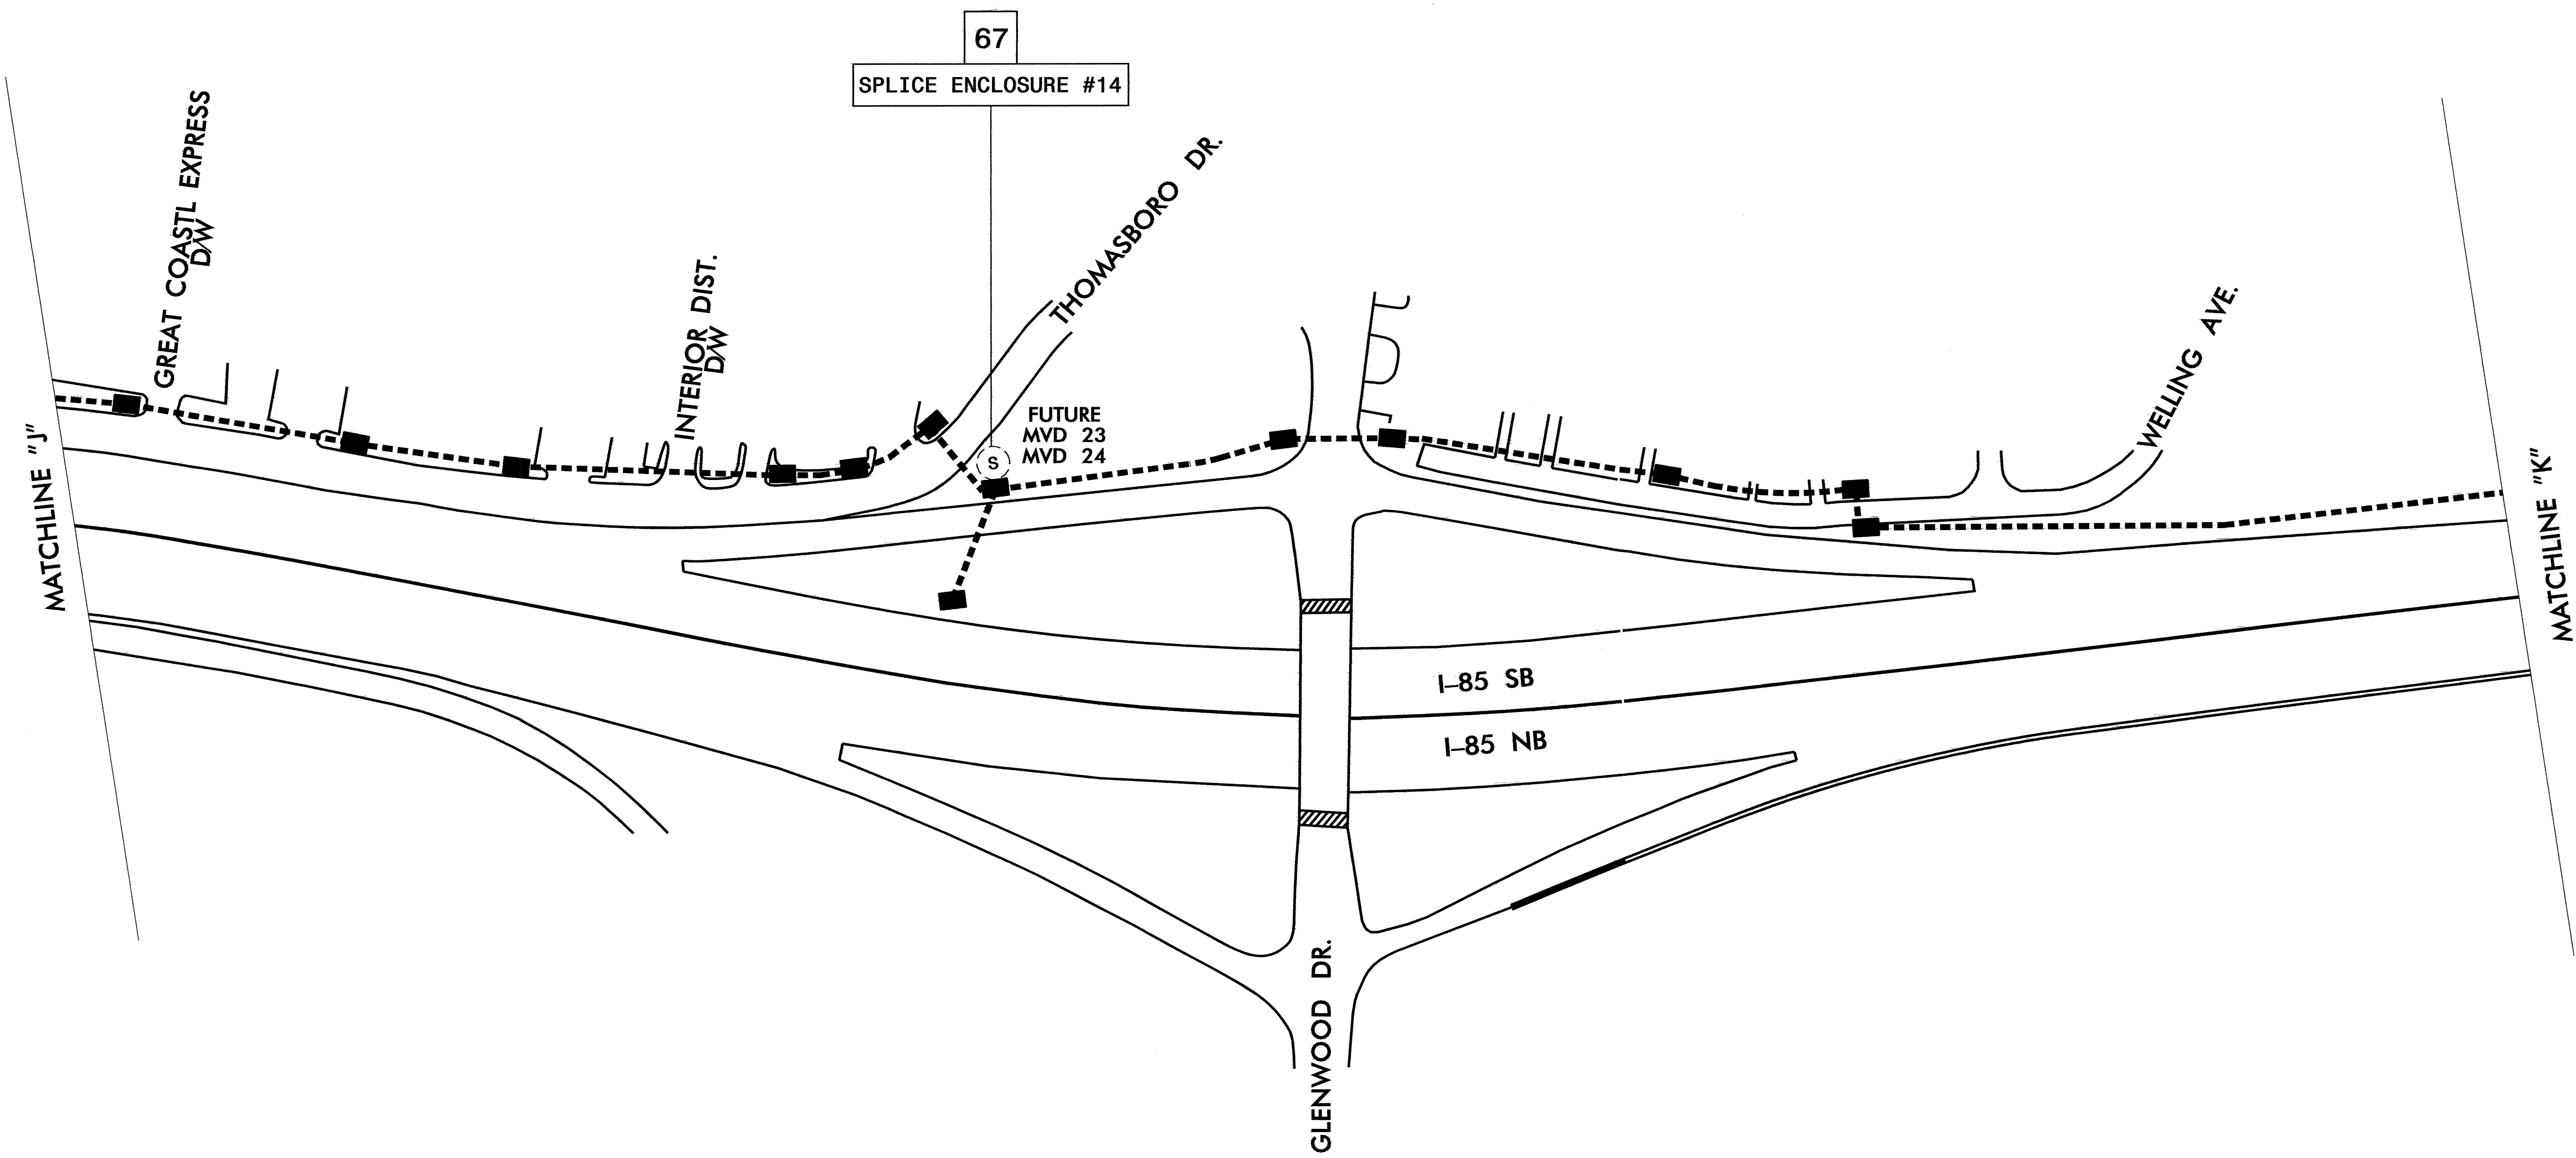 67
SPLICE ENCLOSURE #14
GREAT COASTL EXPRESS
D/W
INTERIOR DIST.
D/W
THOMASBORO DR.
S
FUTURE
MVD 23
MVD 24
WELLING AVE.
MATCHLINE "J"
MATCHLINE "K"
I-85 SB
I-85 NB
GLENWOOD DR.